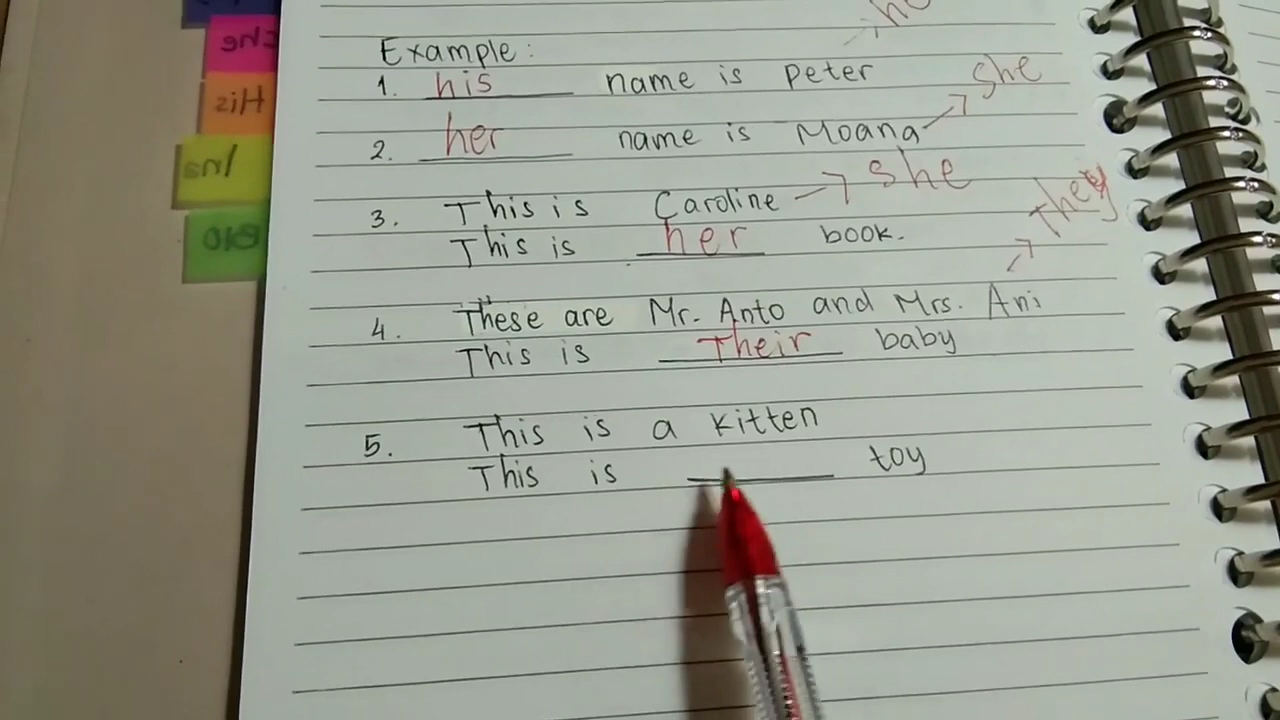 Example:
1. his name is peter
2. her name is Moana → she
3. This is Caroline → she
This is her book.
4. These are Mr. Anto and Mrs. Ani → They
This is Their baby
5. This is a kitten
This is ____ toy
His